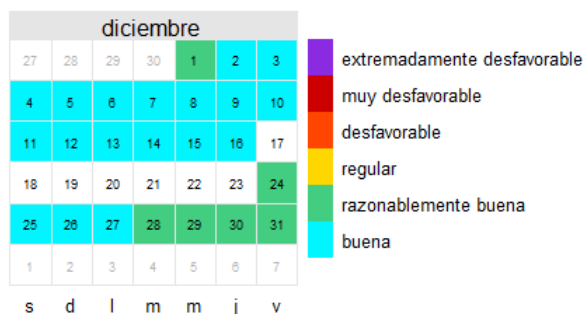 diciembre
27 28 29 30 1 2 3
4 5 6 7 8 9 10
11 12 13 14 15 16 17
18 19 20 21 22 23 24
25 26 27 28 29 30 31
1 2 3 4 5 6 7
s d l m m j v
extremadamente desfavorable
muy desfavorable
desfavorable
regular
razonablemente buena
buena